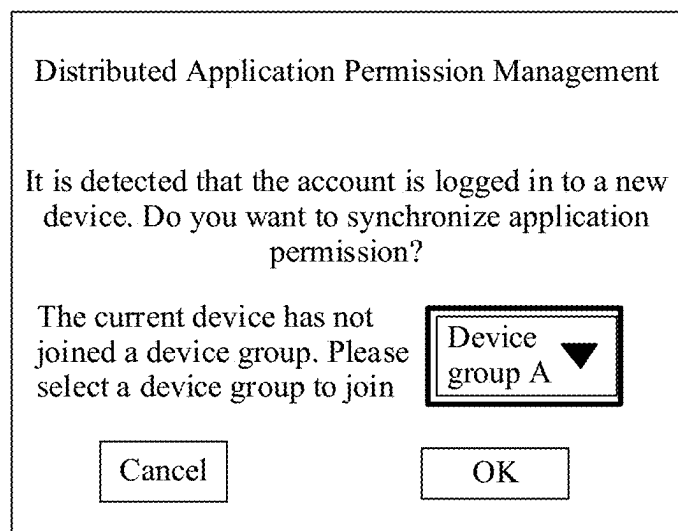 Distributed Application Permission Management
It is detected that the account is logged in to a new
device. Do you want to synchronize application
permission?
The current device has not
joined a device group. Please
select a device group to join
Device
group A
Cancel
OK